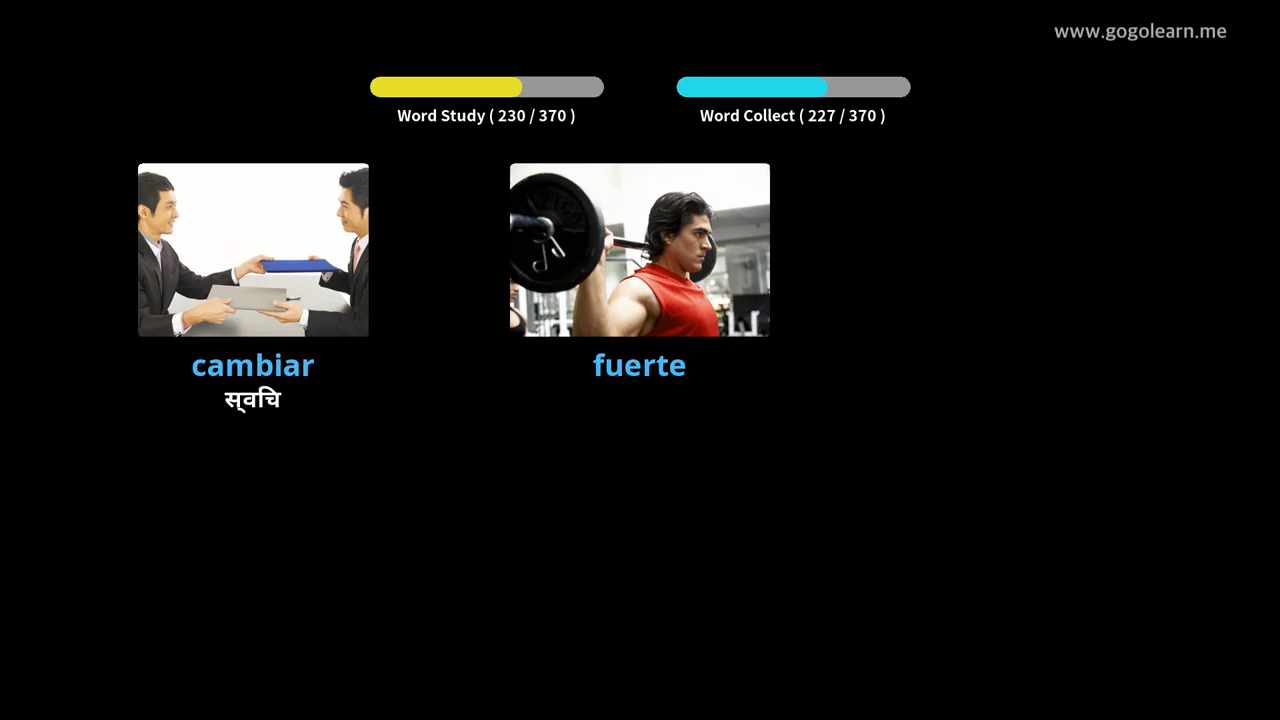 www.gogolearn.me
Word Study ( 230 / 370 )
Word Collect ( 227 / 370 )
cambiar
स्वचि
fuerte